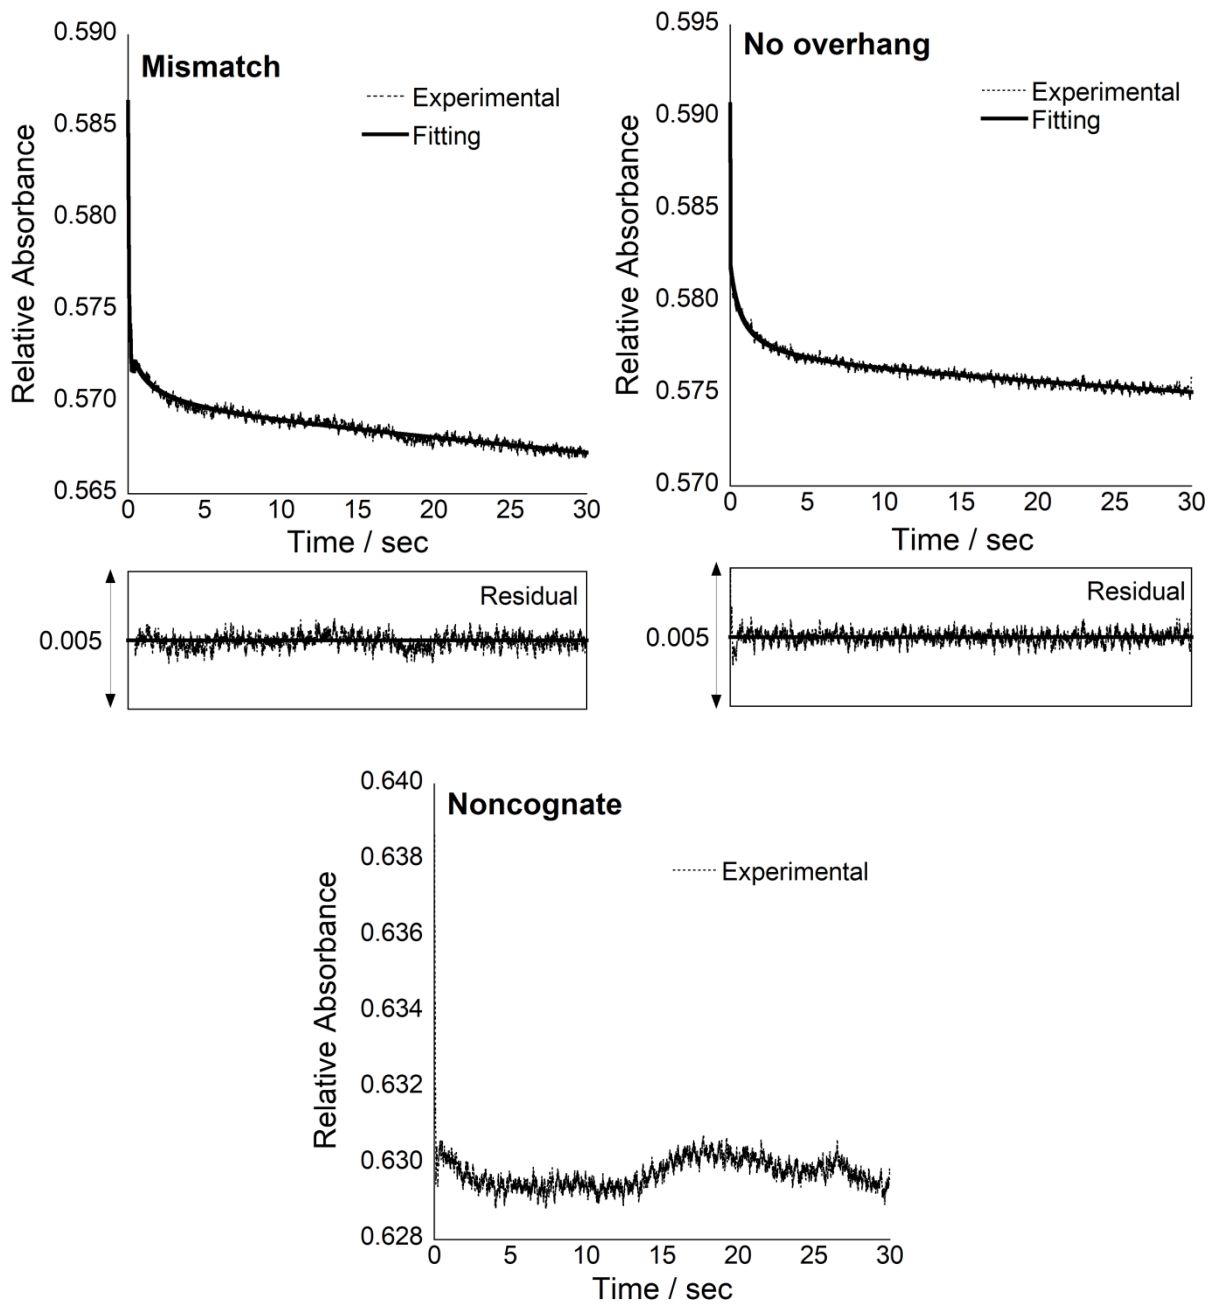 Mismatch
Experimental
Fitting
Relative Absorbance
0.590
0.585
0.580
0.575
0.570
0.565
0 5 10 15 20 25 30
Time / sec
Residual
0.005
No overhang
Experimental
Fitting
Relative Absorbance
0.595
0.590
0.585
0.580
0.575
0.570
0 5 10 15 20 25 30
Time / sec
Residual
0.005
Noncognate
Experimental
Relative Absorbance
0.640
0.638
0.636
0.634
0.632
0.630
0.628
0 5 10 15 20 25 30
Time / sec